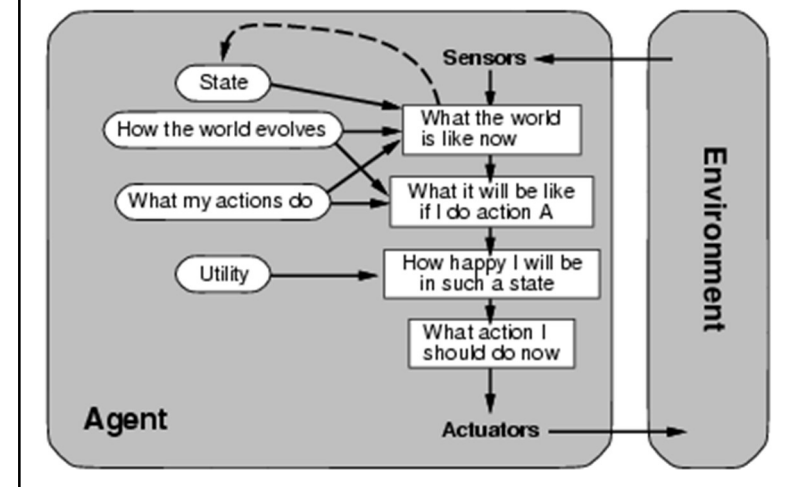 Sensors
State
What the world
is like now
How the world evolves
What it will be like
if I do action A
What my actions do
How happy I will be
in such a state
Utility
What action I
should do now
Agent
Actuators
Environment